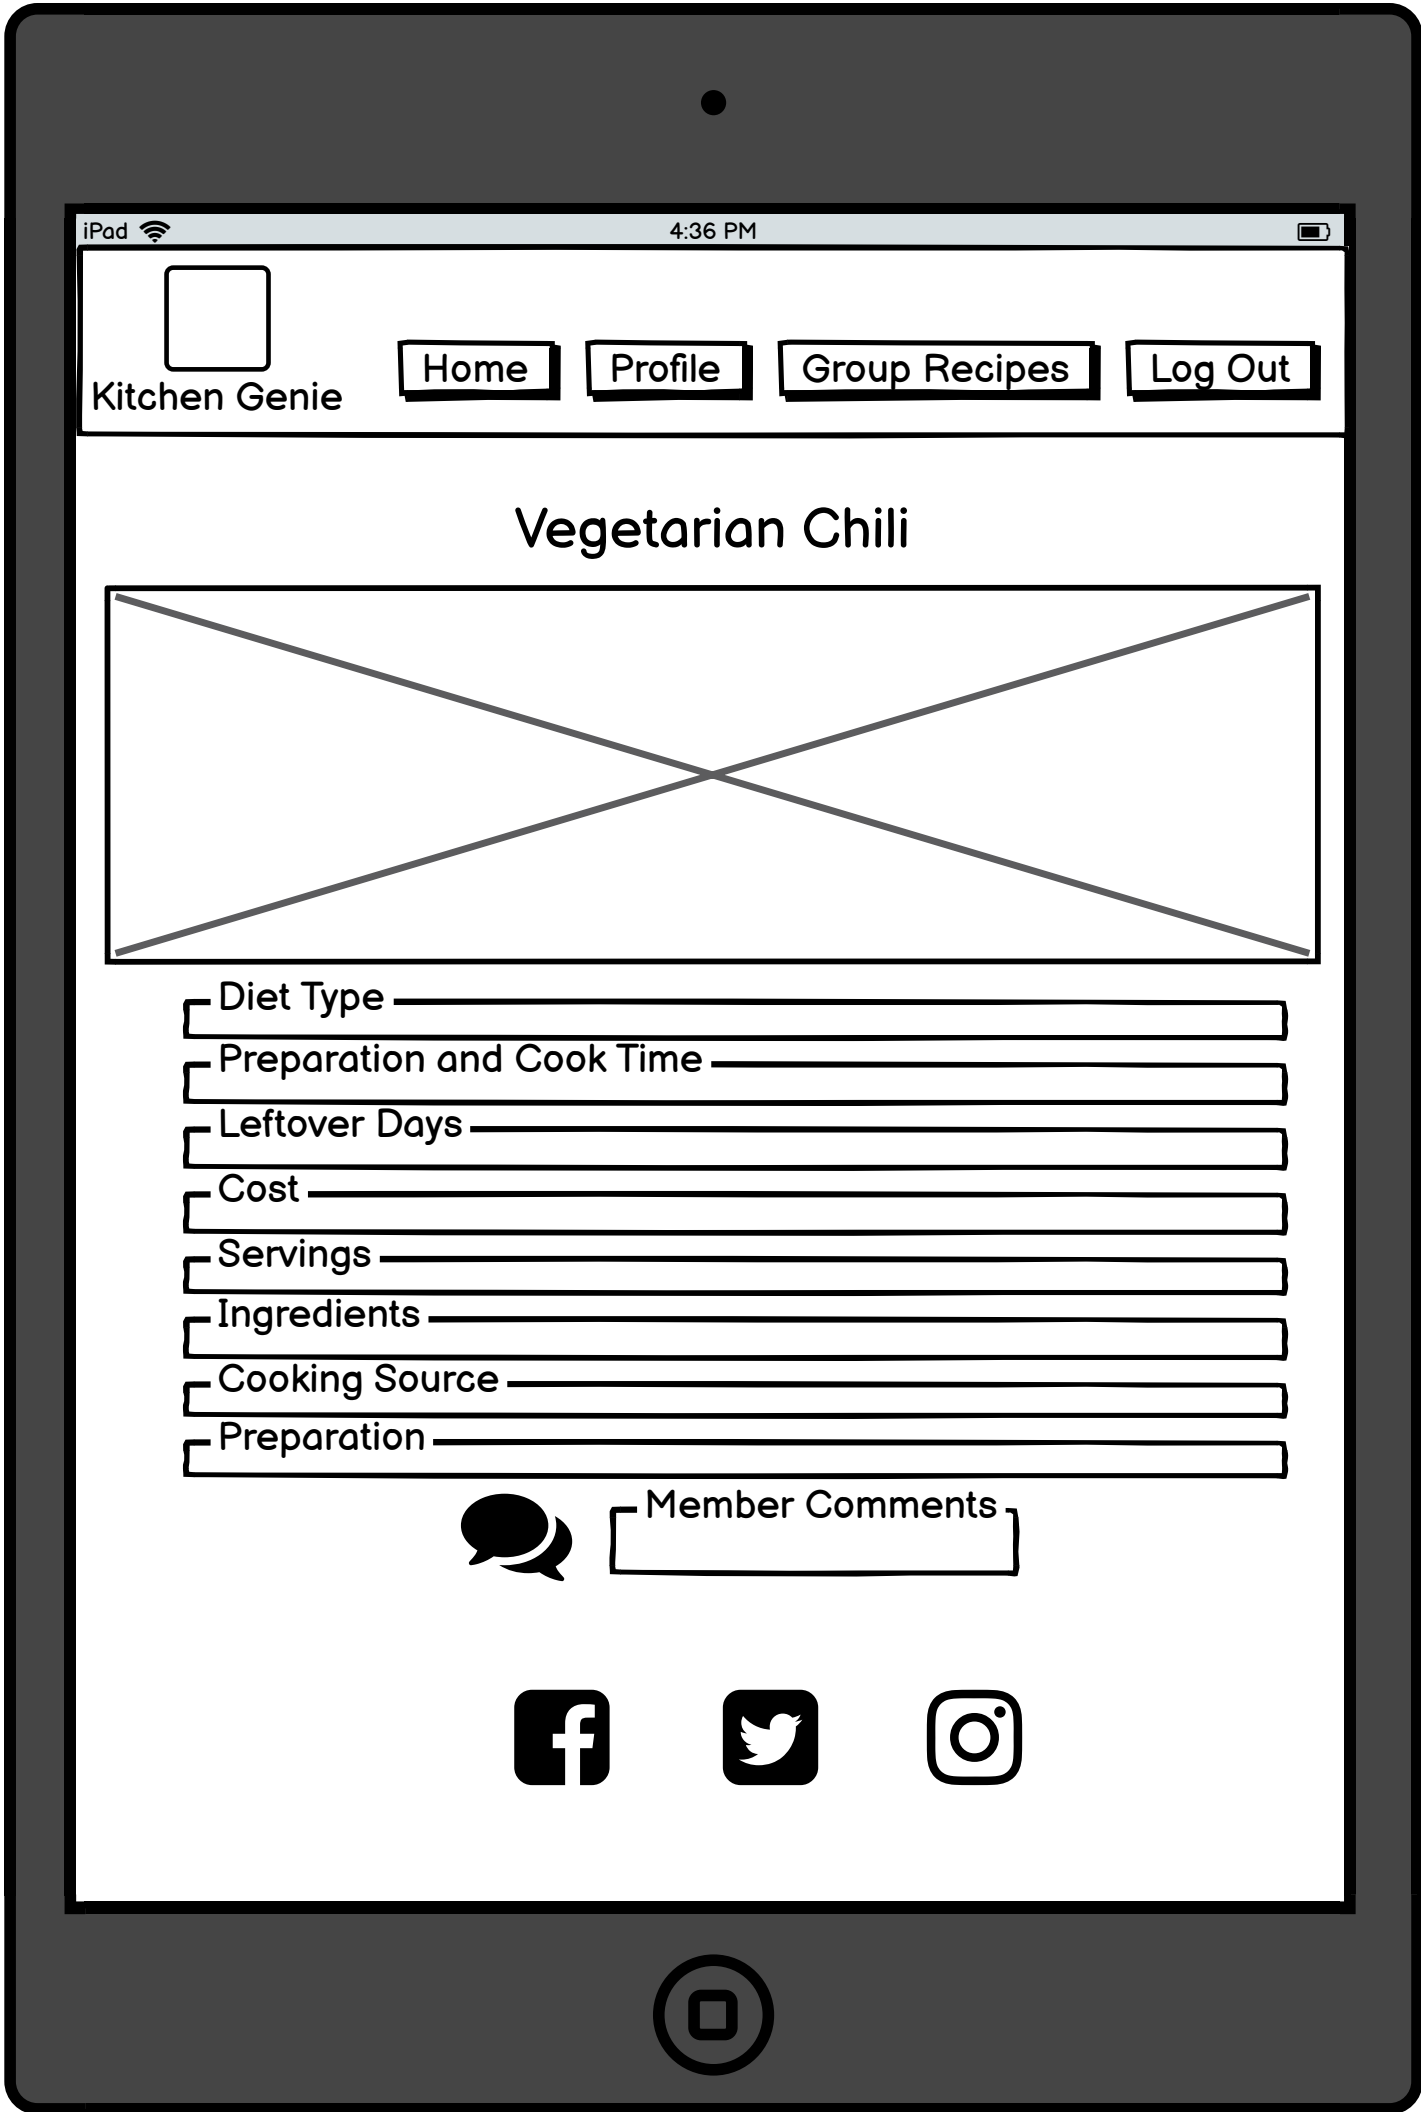 iPad 4:36 PM
Kitchen Genie
Home Profile Group Recipes Log Out
Vegetarian Chili
Diet Type
Preparation and Cook Time
Leftover Days
Cost
Servings
Ingredients
Cooking Source
Preparation
Member Comments